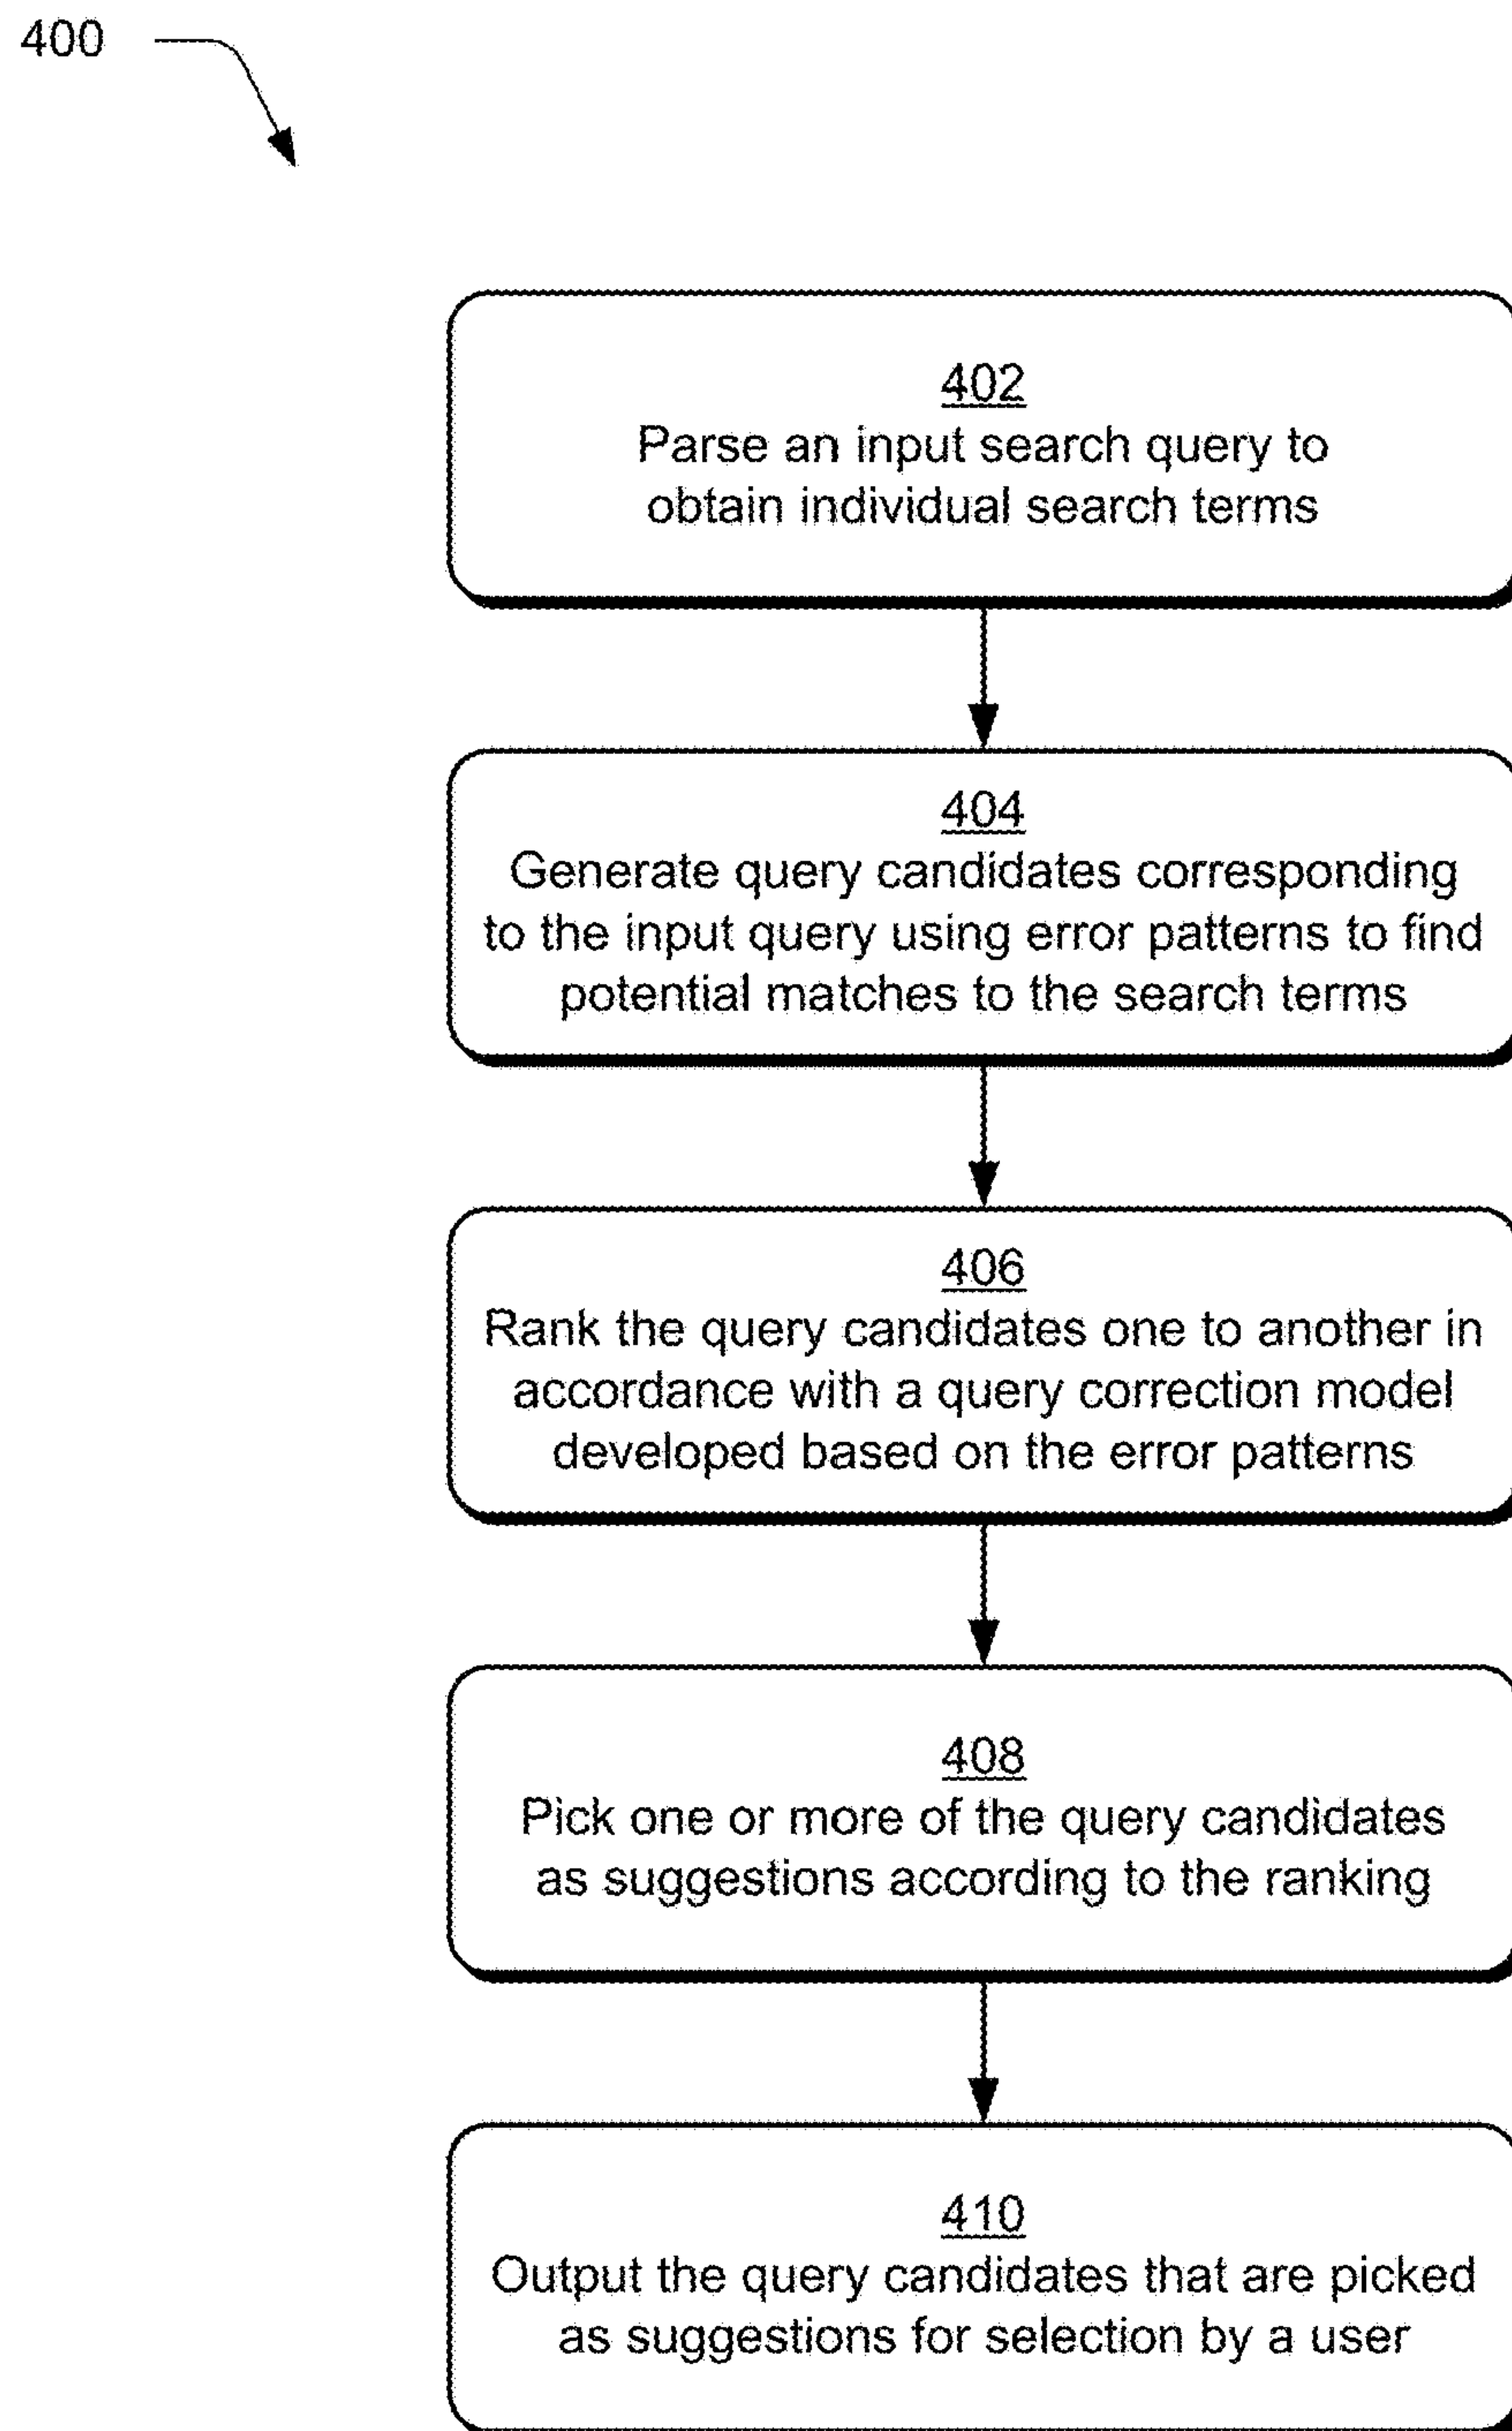 400
402
Parse an input search query to
obtain individual search terms
404
Generate query candidates corresponding
to the input query using error patterns to find
potential matches to the search terms
406
Rank the query candidates one to another in
accordance with a query correction model
developed based on the error patterns
408
Pick one or more of the query candidates
as suggestions according to the ranking
410
Output the query candidates that are picked
as suggestions for selection by a user